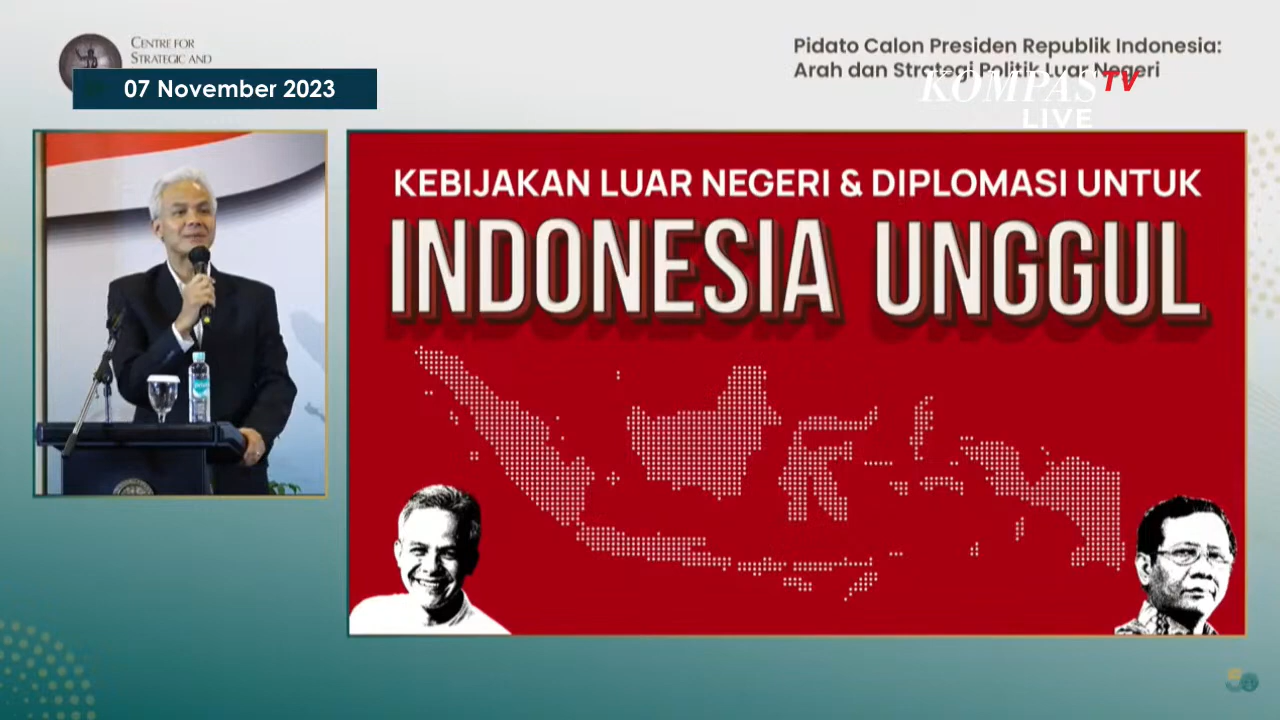 CENTRE FOR
STRATEGIC AND
07 November 2023
Pidato Calon Presiden Republik Indonesia:
Arah dan Strategi Politik Luar Negeri
KOMPAS TV
LIVE
KEBIJAKAN LUAR NEGERI & DIPLOMASI UNTUK
INDONESIA UNGGUL